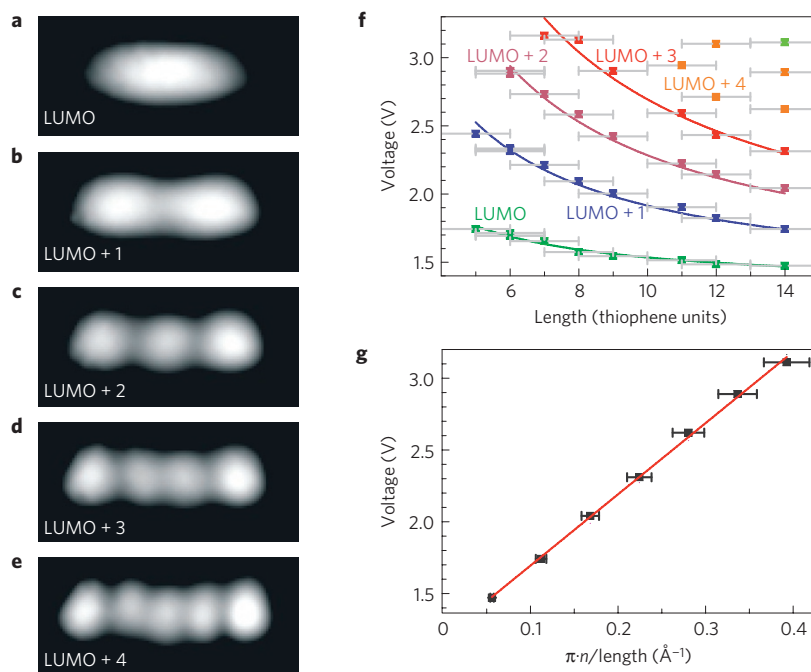 a
LUMO
b
LUMO + 1
c
LUMO + 2
d
LUMO + 3
e
LUMO + 4
f
3.0
2.5
2.0
1.5
Voltage (V)
LUMO + 2
LUMO + 3
LUMO + 4
LUMO
LUMO + 1
6
8
10
12
14
Length (thiophene units)
g
3.0
2.5
2.0
1.5
Voltage (V)
0
0.1
0.2
0.3
0.4
π·n/length (Å⁻¹)